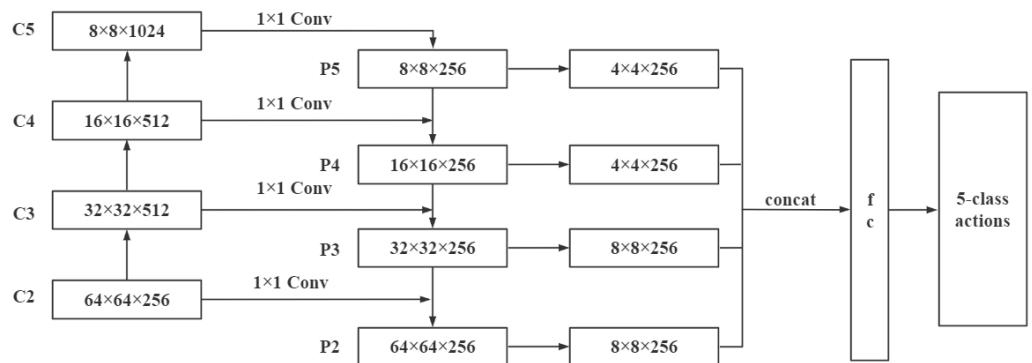 C5
8×8×1024
1×1 Conv
P5
8×8×256
4×4×256
C4
16×16×512
1×1 Conv
P4
16×16×256
4×4×256
C3
32×32×512
1×1 Conv
P3
32×32×256
8×8×256
C2
64×64×256
1×1 Conv
P2
64×64×256
8×8×256
concat
f
c
5-class
actions